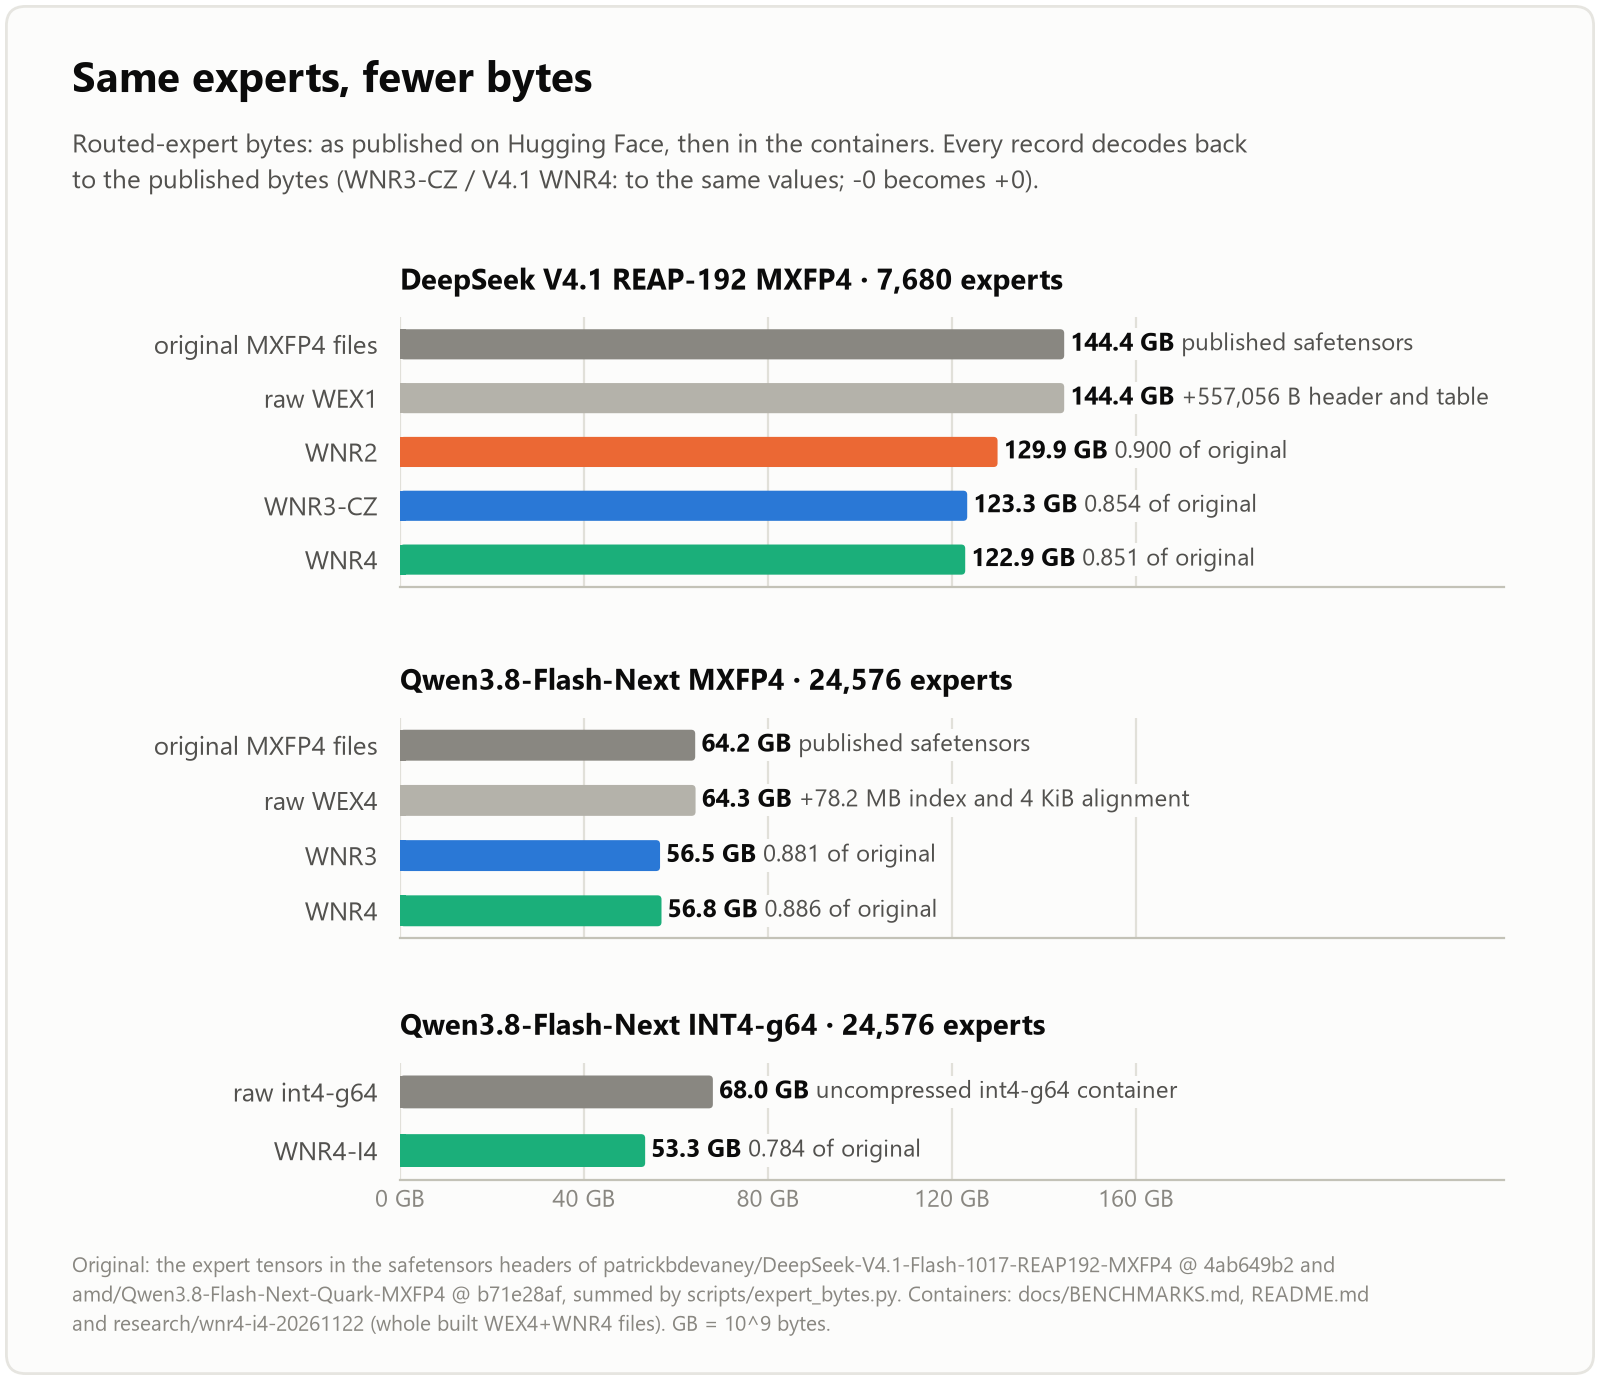 Same experts, fewer bytes
Routed-expert bytes: as published on Hugging Face, then in the containers. Every record decodes back
to the published bytes (WNR3-CZ / V4.1 WNR4: to the same values; -0 becomes +0).
DeepSeek V4.1 REAP-192 MXFP4 · 7,680 experts
original MXFP4 files 144.4 GB published safetensors
raw WEX1 144.4 GB +557,056 B header and table
WNR2 129.9 GB 0.900 of original
WNR3-CZ 123.3 GB 0.854 of original
WNR4 122.9 GB 0.851 of original
Qwen3.8-Flash-Next MXFP4 · 24,576 experts
original MXFP4 files 64.2 GB published safetensors
raw WEX4 64.3 GB +78.2 MB index and 4 KiB alignment
WNR3 56.5 GB 0.881 of original
WNR4 56.8 GB 0.886 of original
Qwen3.8-Flash-Next INT4-g64 · 24,576 experts
raw int4-g64 68.0 GB uncompressed int4-g64 container
WNR4-I4 53.3 GB 0.784 of original
0 GB 40 GB 80 GB 120 GB 160 GB
Original: the expert tensors in the safetensors headers of patrickbdevaney/DeepSeek-V4.1-Flash-1017-REAP192-MXFP4 @ 4ab649b2 and
amd/Qwen3.8-Flash-Next-Quark-MXFP4 @ b71e28af, summed by scripts/expert_bytes.py. Containers: docs/BENCHMARKS.md, README.md
and research/wnr4-i4-20261122 (whole built WEX4+WNR4 files). GB = 10^9 bytes.